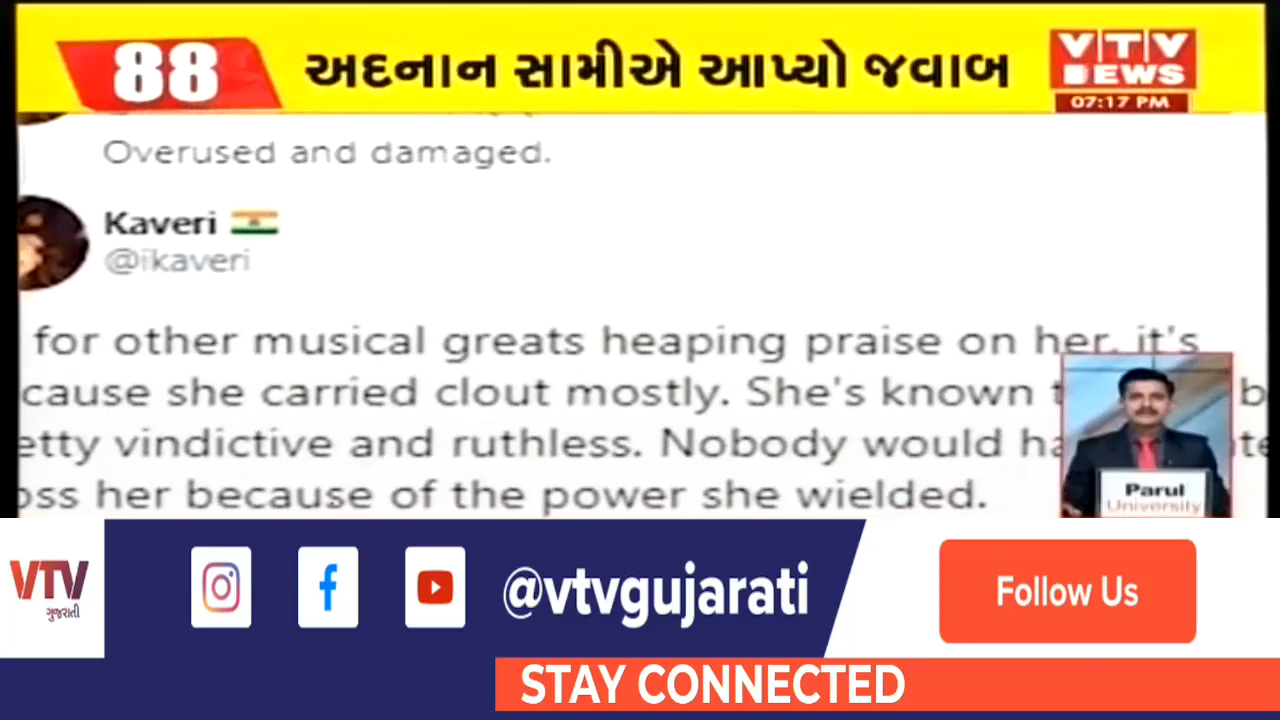 88
અદનાન સામીએ આપ્યો જવાબ
VTV
NEWS
07:17 PM
Overused and damaged.
Kaveri
@ikaveri
for other musical greats heaping praise on her, it's
cause she carried clout mostly. She's known
etty vindictive and ruthless. Nobody would
oss her because of the power she wielded.
Parul
University
VTV
ગુજરાતી
@vtvgujarati
Follow Us
STAY CONNECTED